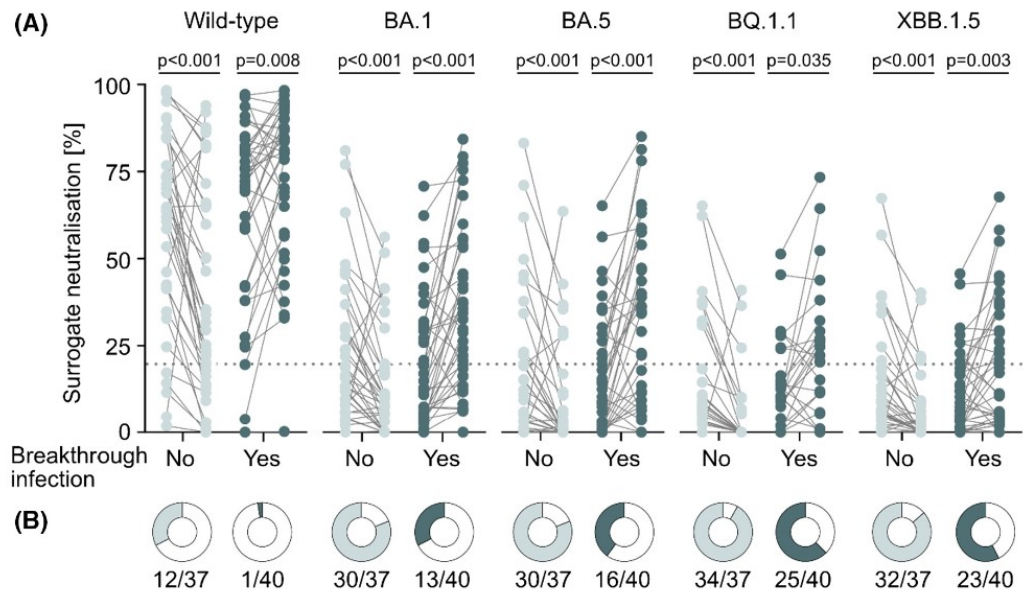 (A) Wild-type BA.1 BA.5 BQ.1.1 XBB.1.5
p<0.001 p=0.008 p<0.001 p<0.001 p<0.001 p<0.001 p<0.001 p=0.035 p<0.001 p=0.003
Surrogate neutralisation [%]
100
75
50
25
0
Breakthrough infection No Yes No Yes No Yes No Yes No Yes
(B)
12/37 1/40 30/37 13/40 30/37 16/40 34/37 25/40 32/37 23/40